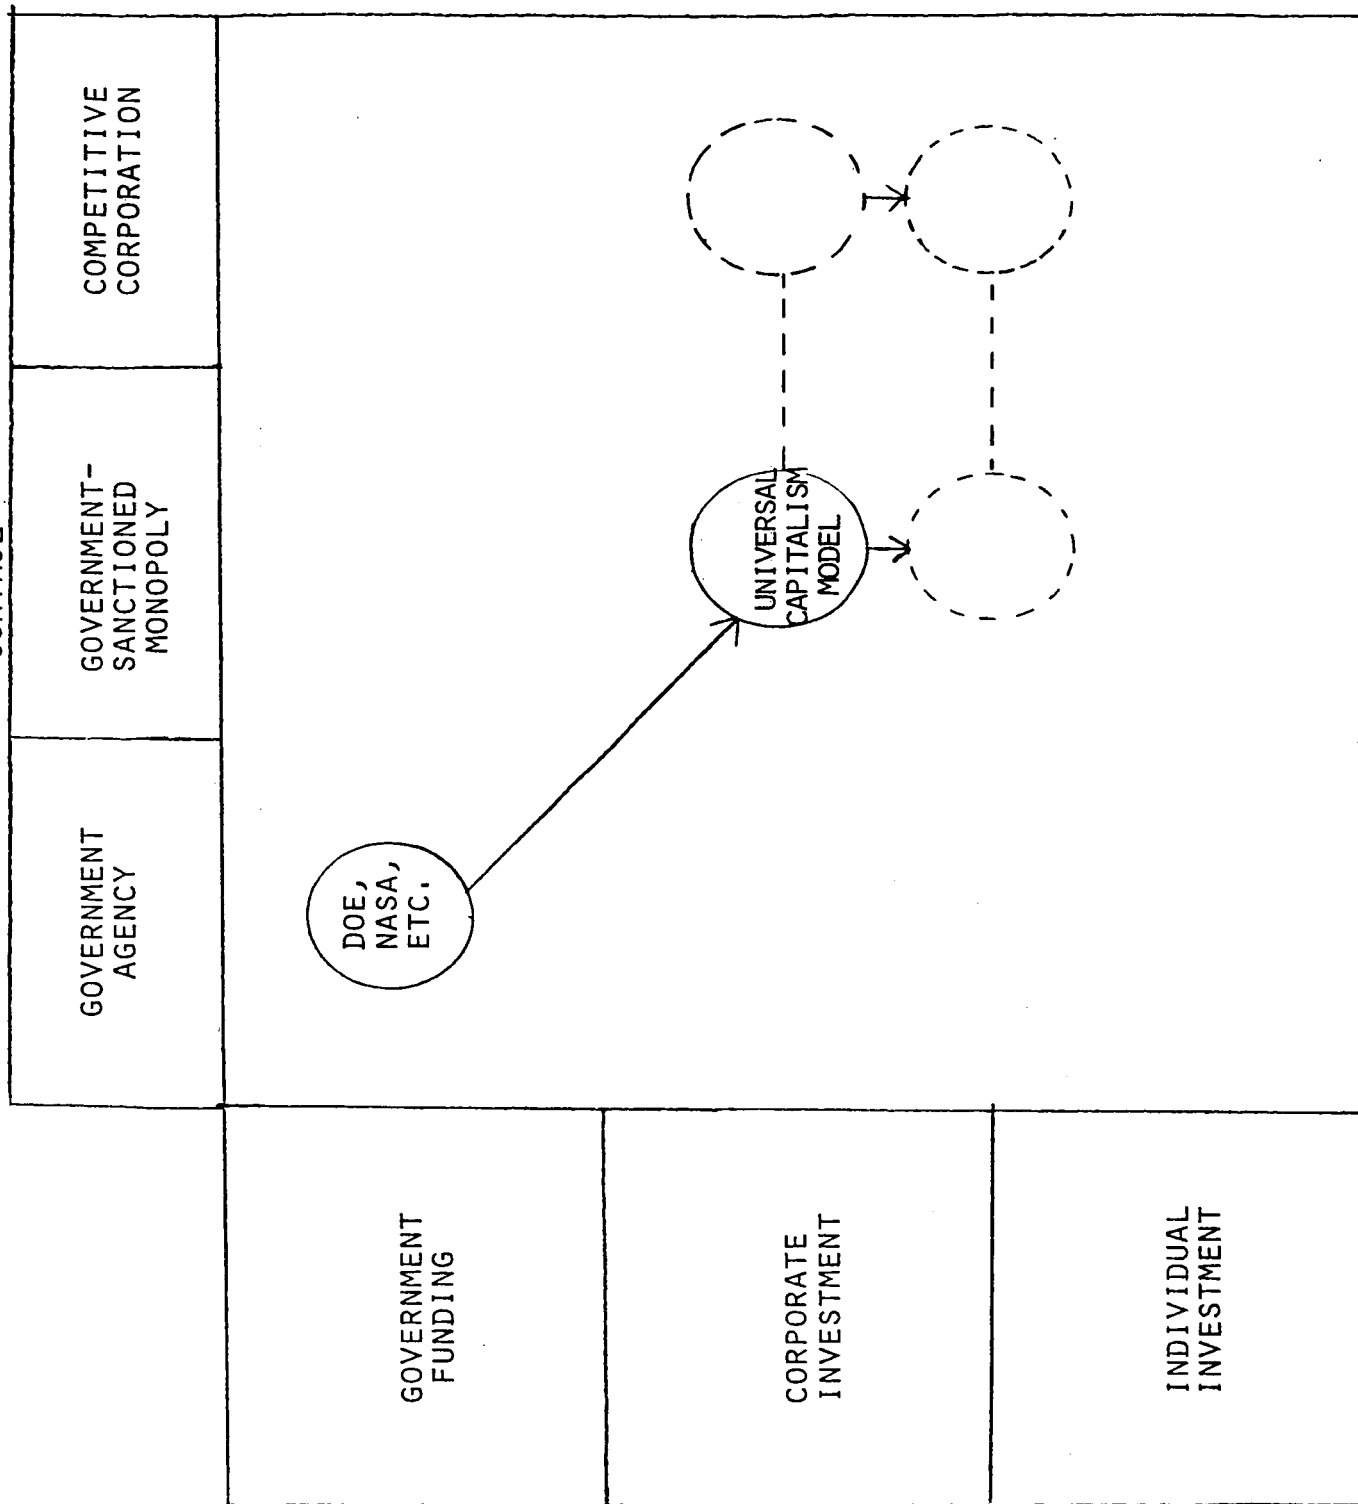 GOVERNMENT
AGENCY
GOVERNMENT-
SANCTIONED
MONOPOLY
COMPETITIVE
CORPORATION
GOVERNMENT
FUNDING
DOE,
NASA,
ETC.
CORPORATE
INVESTMENT
UNIVERSAL
CAPITALISM
MODEL
INDIVIDUAL
INVESTMENT